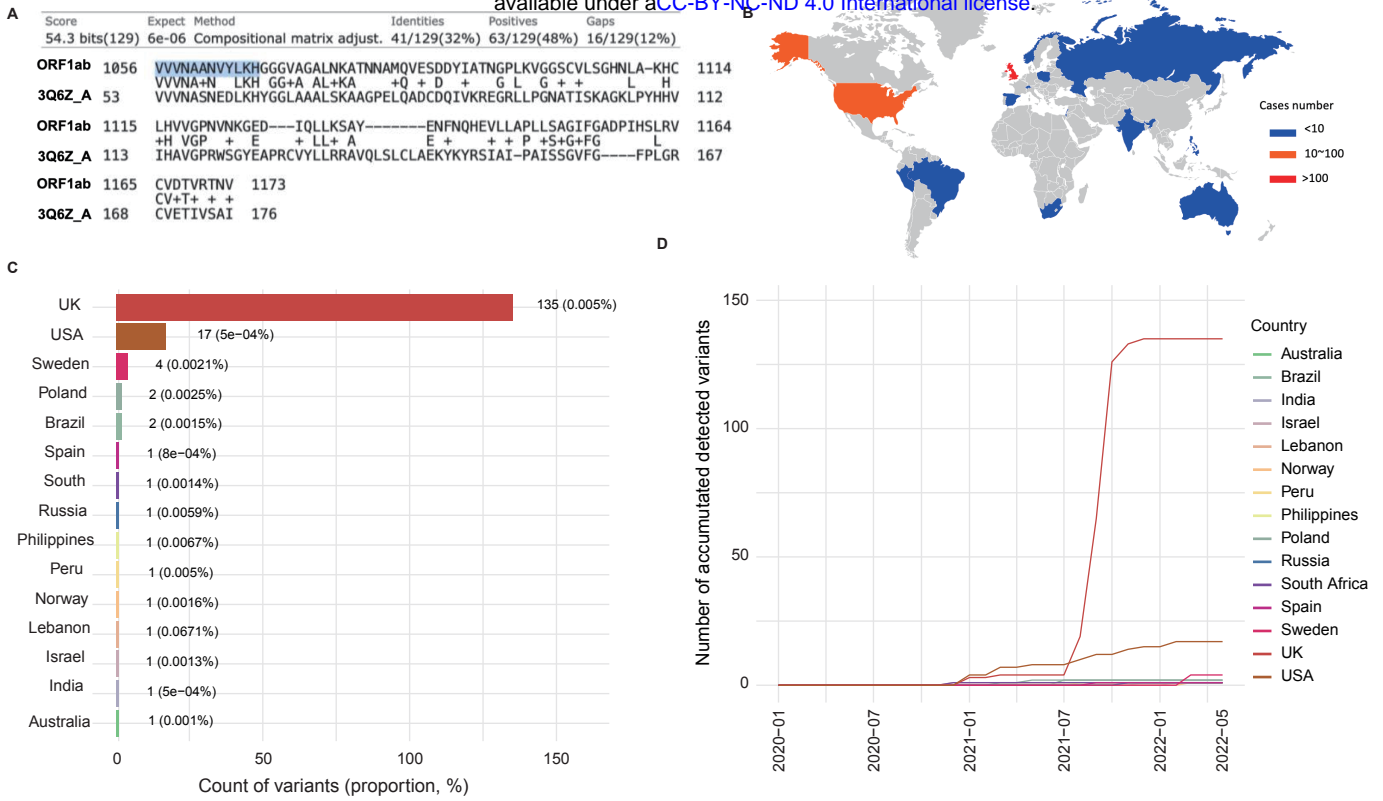 available under aCC-BY-NC-ND 4.0 International license.
A
Score Expect Method Identities Positives Gaps
54.3 bits(129) 6e-06 Compositional matrix adjust. 41/129(32%) 63/129(48%) 16/129(12%)
ORF1ab 1056 VVVNAANVYLKHGGGVAGALNKATNNAMQVESDDYIATNGPLKVGGSCVLSGHNLA-KHC 1114
VVVNA+N LKH GG+A AL+KA +Q + D + G L G + + H
3Q6Z_A 53 VVVNASNEDLKHYGGLAAALSKAAGPELQADCDQIVKREGRLLPGNATISKAGKLPYHHV 112
ORF1ab 1115 LHVVGPNVNKGED---IQLLKSAY-------ENFNQHEVLLAPLLSAGIFGADPIHSLRV 1164
+H VGP + E + LL+ A E + + + P +S+G+FG L
3Q6Z_A 113 IHAVGPRWSGYEAPRCVYLLRRAVQLSLCLAEKYKYRSIAI-PAISSGVFG----FPLGR 167
ORF1ab 1165 CVDTVRTNV 1173
CV+T+ + +
3Q6Z_A 168 CVETIVSAI 176
B
Cases number
<10
10~100
>100
C
UK 135 (0.005%)
USA 17 (5e−04%)
Sweden 4 (0.0021%)
Poland 2 (0.0025%)
Brazil 2 (0.0015%)
Spain 1 (8e−04%)
South 1 (0.0014%)
Russia 1 (0.0059%)
Philippines 1 (0.0067%)
Peru 1 (0.005%)
Norway 1 (0.0016%)
Lebanon 1 (0.0671%)
Israel 1 (0.0013%)
India 1 (5e−04%)
Australia 1 (0.001%)
0 50 100 150
Count of variants (proportion, %)
D
Number of accumutated detected variants
150
100
50
0
2020-01 2020-07 2021-01 2021-07 2022-01 2022-05
Country
Australia
Brazil
India
Israel
Lebanon
Norway
Peru
Philippines
Poland
Russia
South Africa
Spain
Sweden
UK
USA